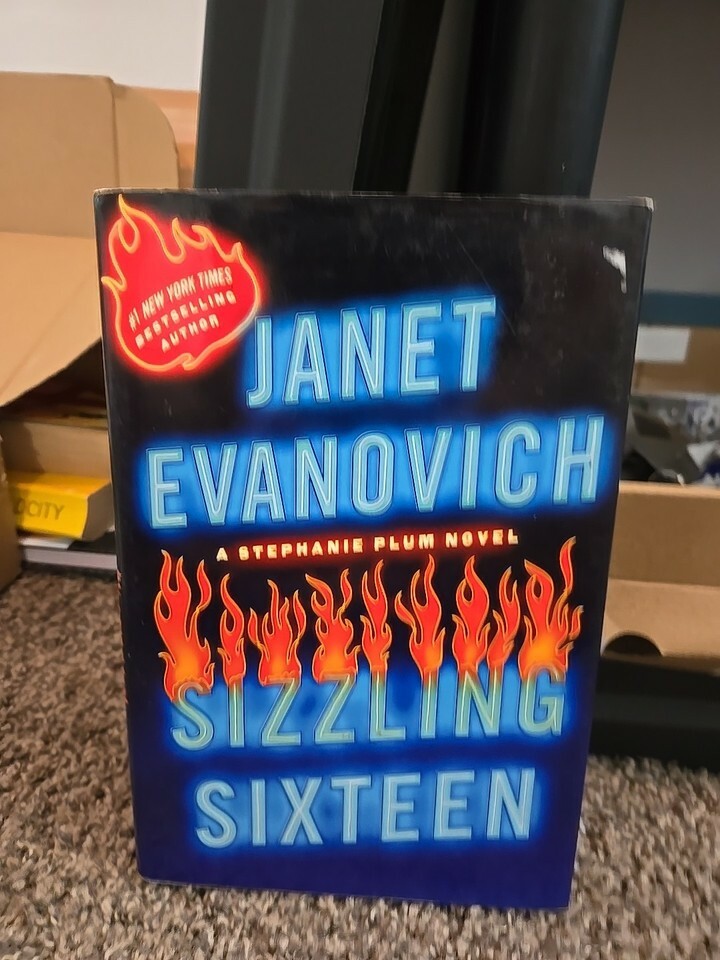 #1 NEW YORK TIMES
BESTSELLING
AUTHOR
JANET
EVANOVICH
A STEPHANIE PLUM NOVEL
SIZZLING
SIXTEEN